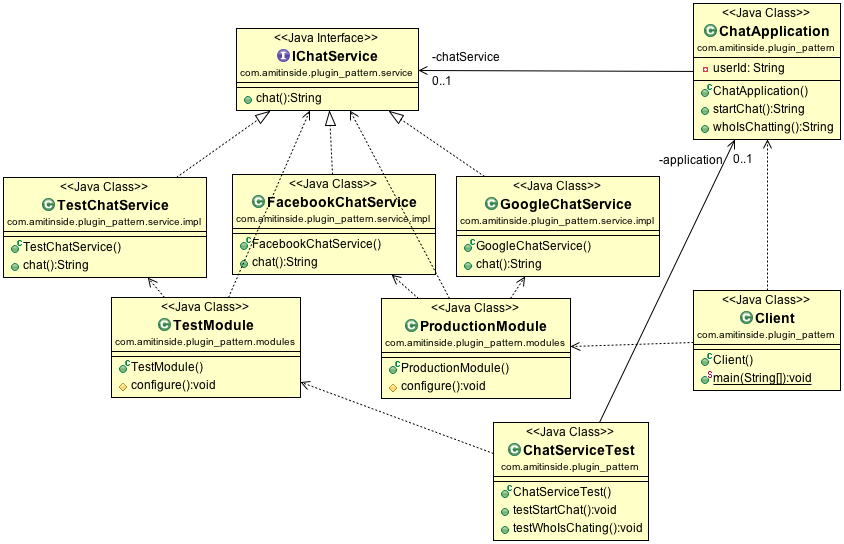 <<Java Interface>>
IChatService
com.amitinside.plugin_pattern.service
chat():String
-chatService
0..1
<<Java Class>>
ChatApplication
com.amitinside.plugin_pattern
userId: String
ChatApplication()
startChat():String
whoIsChatting():String
-application
0..1
<<Java Class>>
TestChatService
com.amitinside.plugin_pattern.service.impl
TestChatService()
chat():String
<<Java Class>>
FacebookChatService
com.amitinside.plugin_pattern.service.impl
FacebookChatService()
chat():String
<<Java Class>>
GoogleChatService
com.amitinside.plugin_pattern.service.impl
GoogleChatService()
chat():String
<<Java Class>>
TestModule
com.amitinside.plugin_pattern.modules
TestModule()
configure():void
<<Java Class>>
ProductionModule
com.amitinside.plugin_pattern.modules
ProductionModule()
configure():void
<<Java Class>>
Client
com.amitinside.plugin_pattern
Client()
main(String[]):void
<<Java Class>>
ChatServiceTest
com.amitinside.plugin_pattern
ChatServiceTest()
testStartChat():void
testWhoIsChating():void